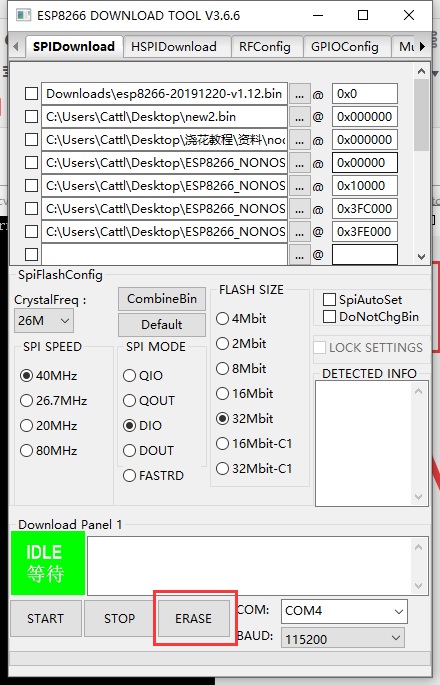 ESP8266 DOWNLOAD TOOL V3.6.6
SPIDownload HSPIDownload RFConfig GPIOConfig Mu
Downloads\esp8266-20191220-v1.12.bin ... @ 0x0
C:\Users\Cattl\Desktop\new2.bin ... @ 0x000000
C:\Users\Cattl\Desktop\浇花教程\资料\noc ... @ 0x000000
C:\Users\Cattl\Desktop\ESP8266_NONOS ... @ 0x00000
C:\Users\Cattl\Desktop\ESP8266_NONOS ... @ 0x10000
C:\Users\Cattl\Desktop\ESP8266_NONOS ... @ 0x3FC000
C:\Users\Cattl\Desktop\ESP8266_NONOS ... @ 0x3FE000
... @
SpiFlashConfig
CrystalFreq :
26M
CombineBin
Default
SPI SPEED
40MHz
26.7MHz
20MHz
80MHz
SPI MODE
QIO
QOUT
DIO
DOUT
FASTRD
FLASH SIZE
4Mbit
2Mbit
8Mbit
16Mbit
32Mbit
16Mbit-C1
32Mbit-C1
SpiAutoSet
DoNotChgBin
LOCK SETTINGS
DETECTED INFO
Download Panel 1
IDLE
等待
START STOP ERASE
COM: COM4
BAUD: 115200